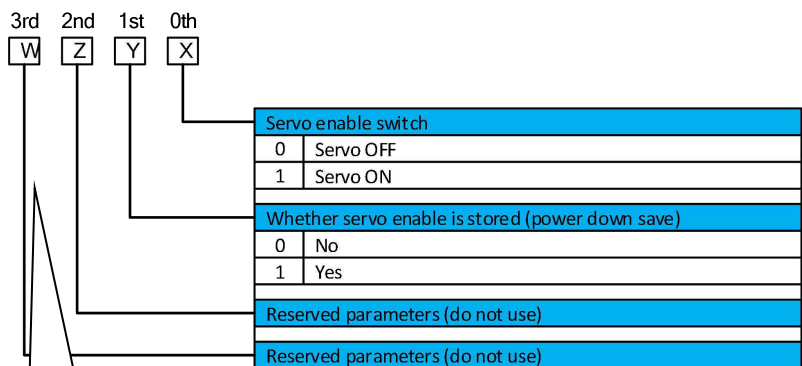 3rd 2nd 1st 0th
W Z Y X
Servo enable switch
0 Servo OFF
1 Servo ON
Whether servo enable is stored (power down save)
0 No
1 Yes
Reserved parameters (do not use)
Reserved parameters (do not use)